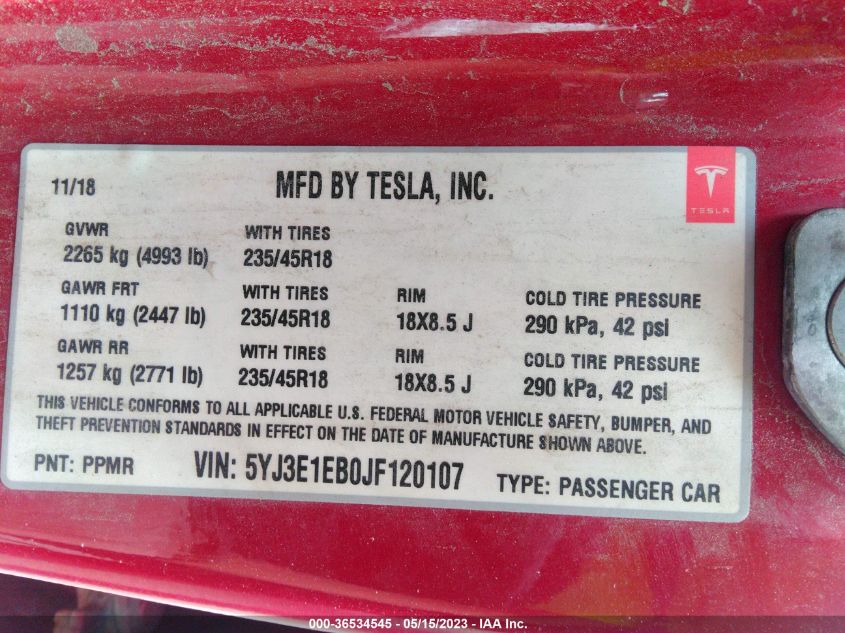 11/18 MFD BY TESLA, INC.
TESLA
GVWR WITH TIRES
2265 kg (4993 lb) 235/45R18
GAWR FRT WITH TIRES RIM COLD TIRE PRESSURE
1110 kg (2447 lb) 235/45R18 18X8.5 J 290 kPa, 42 psi
GAWR RR WITH TIRES RIM COLD TIRE PRESSURE
1257 kg (2771 lb) 235/45R18 18X8.5 J 290 kPa, 42 psi
THIS VEHICLE CONFORMS TO ALL APPLICABLE U.S. FEDERAL MOTOR VEHICLE SAFETY, BUMPER, AND
THEFT PREVENTION STANDARDS IN EFFECT ON THE DATE OF MANUFACTURE SHOWN ABOVE.
PNT: PPMR VIN: 5YJ3E1EB0JF120107 TYPE: PASSENGER CAR
000-36534545 - 05/15/2023 - IAA Inc.